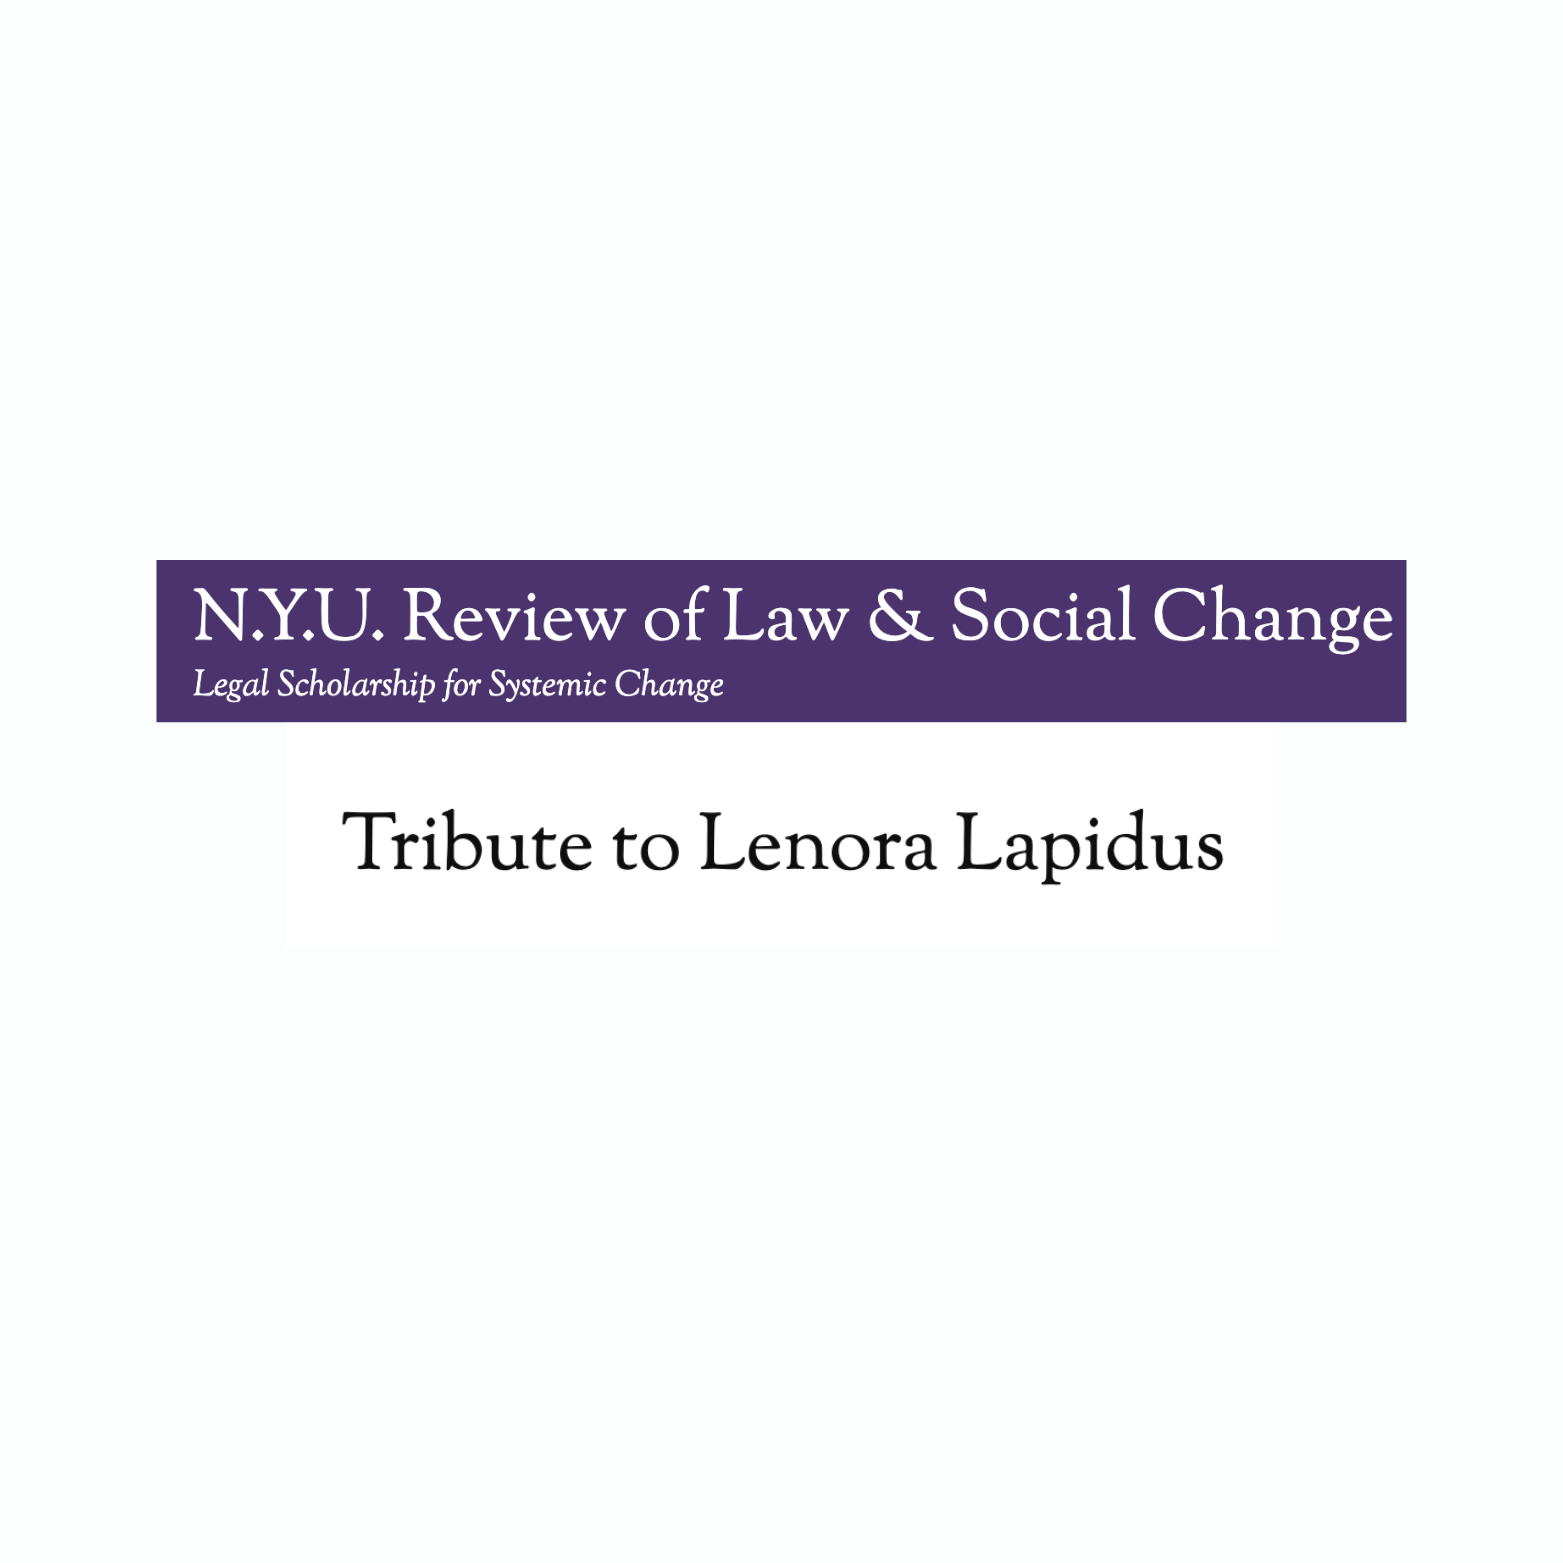 N.Y.U. Review of Law & Social Change
Legal Scholarship for Systemic Change
Tribute to Lenora Lapidus